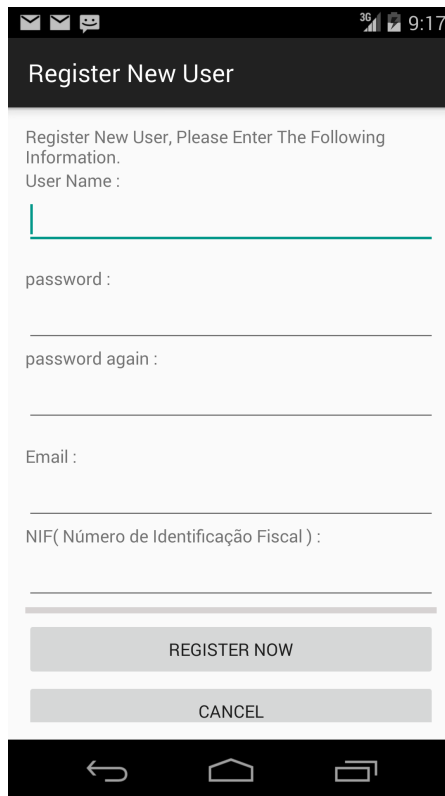 3G 9:17
Register New User
Register New User, Please Enter The Following
Information.
User Name :
password :
password again :
Email :
NIF( Número de Identificação Fiscal ) :
REGISTER NOW
CANCEL